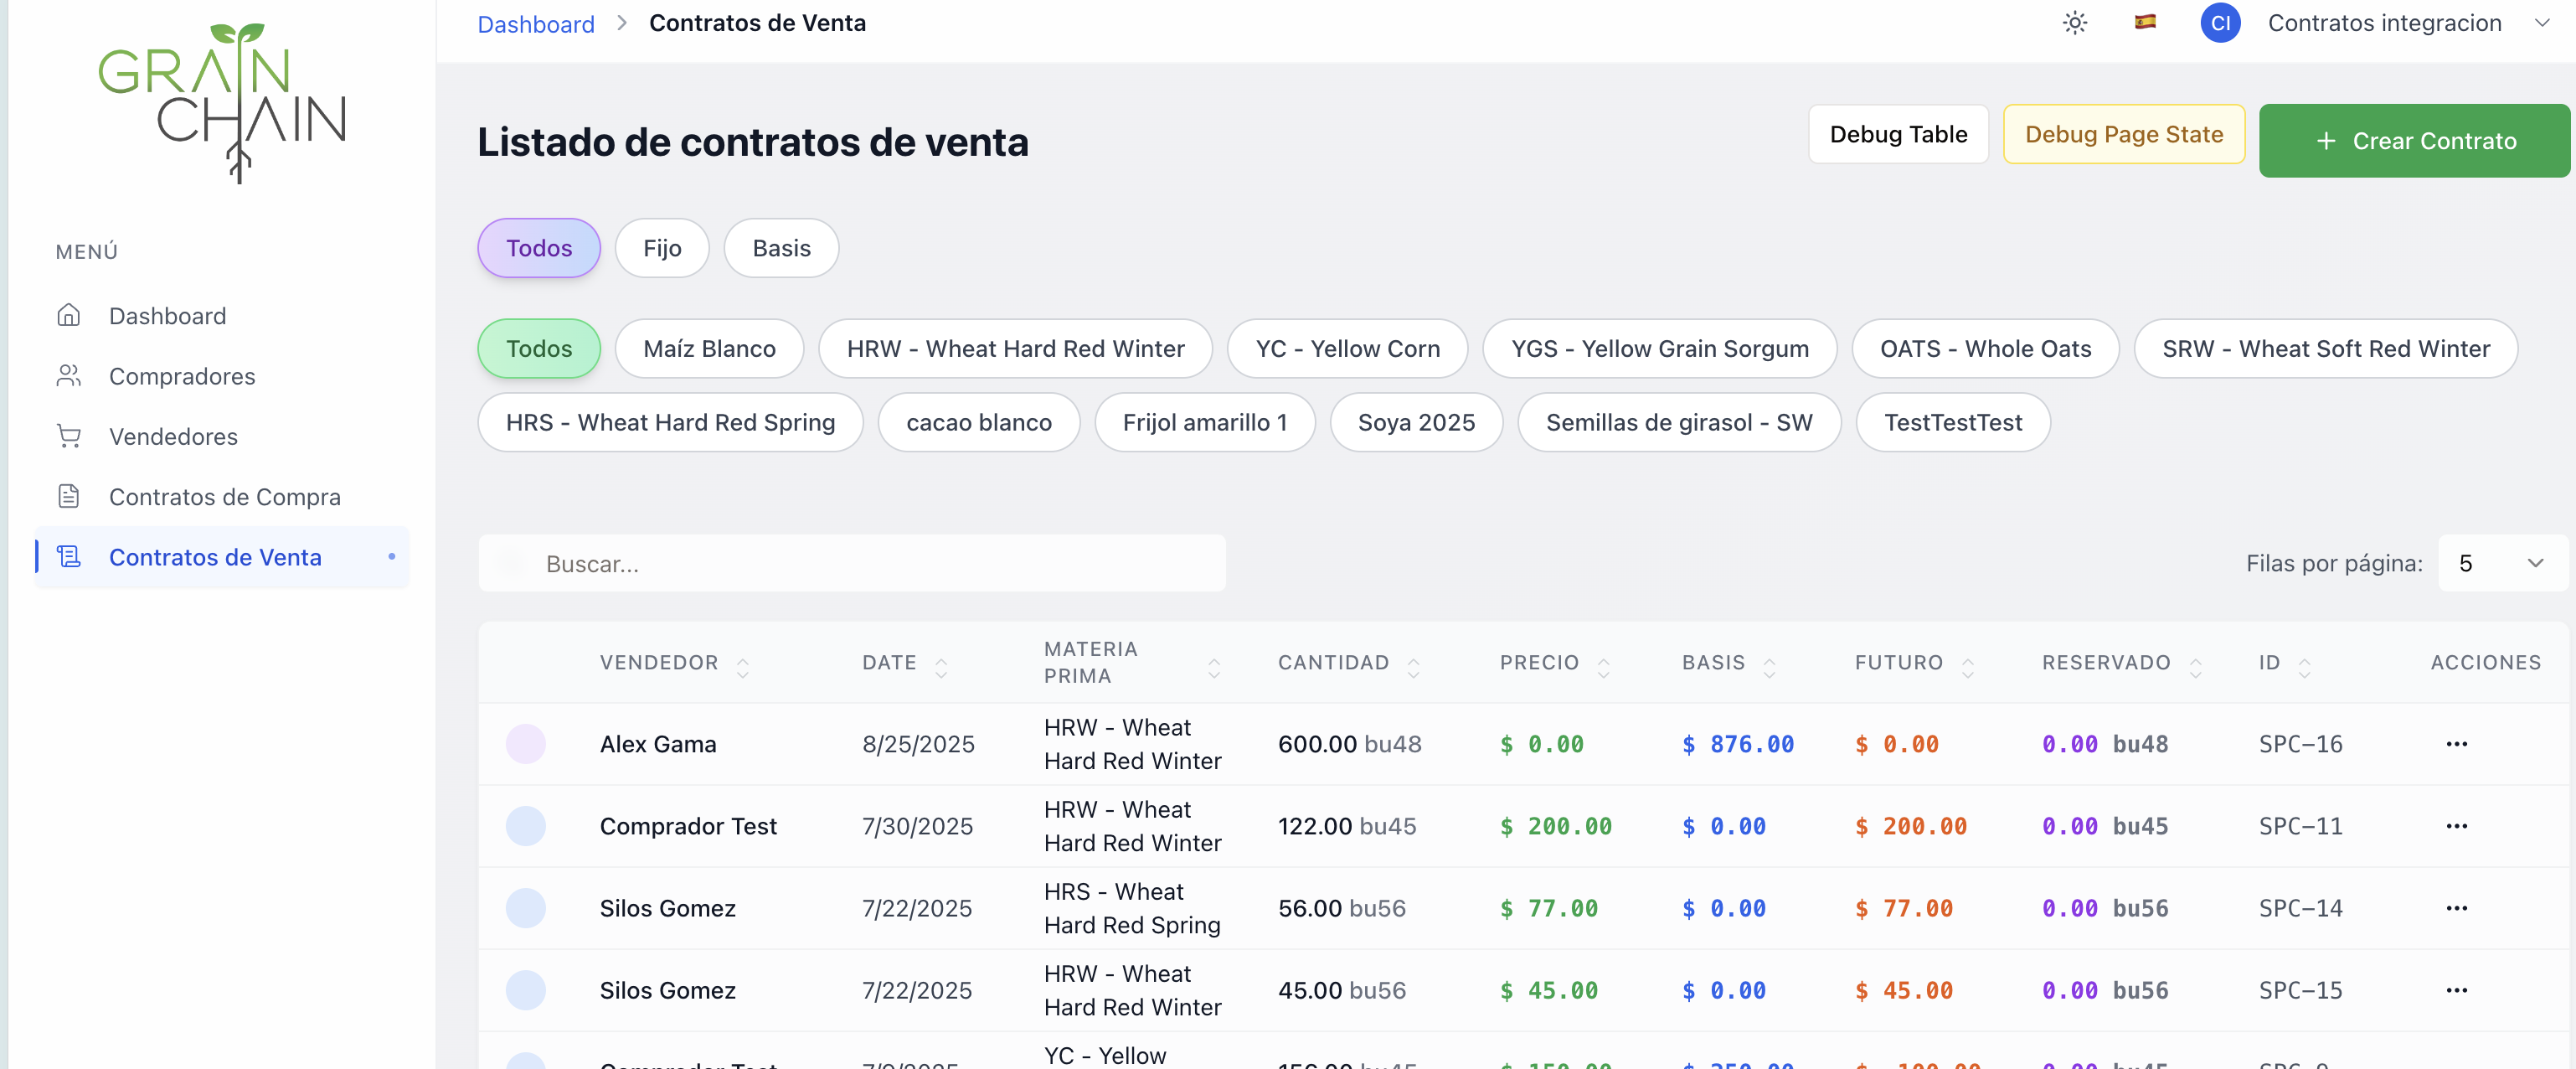 GRAIN
CHAIN
Dashboard > Contratos de Venta
CI Contratos integracion
Listado de contratos de venta
Debug Table
Debug Page State
+ Crear Contrato
Todos Fijo Basis
Todos Maíz Blanco HRW - Wheat Hard Red Winter YC - Yellow Corn YGS - Yellow Grain Sorgum OATS - Whole Oats SRW - Wheat Soft Red Winter
HRS - Wheat Hard Red Spring cacao blanco Frijol amarillo 1 Soya 2025 Semillas de girasol - SW TestTestTest
MENÚ
Dashboard
Compradores
Vendedores
Contratos de Compra
Contratos de Venta
Buscar...
Filas por página: 5
VENDEDOR DATE MATERIA PRIMA CANTIDAD PRECIO BASIS FUTURO RESERVADO ID ACCIONES
Alex Gama 8/25/2025 HRW - Wheat Hard Red Winter 600.00 bu48 $ 0.00 $ 876.00 $ 0.00 0.00 bu48 SPC-16 ...
Comprador Test 7/30/2025 HRW - Wheat Hard Red Winter 122.00 bu45 $ 200.00 $ 0.00 $ 200.00 0.00 bu45 SPC-11 ...
Silos Gomez 7/22/2025 HRS - Wheat Hard Red Spring 56.00 bu56 $ 77.00 $ 0.00 $ 77.00 0.00 bu56 SPC-14 ...
Silos Gomez 7/22/2025 HRW - Wheat Hard Red Winter 45.00 bu56 $ 45.00 $ 0.00 $ 45.00 0.00 bu56 SPC-15 ...
YC - Yellow